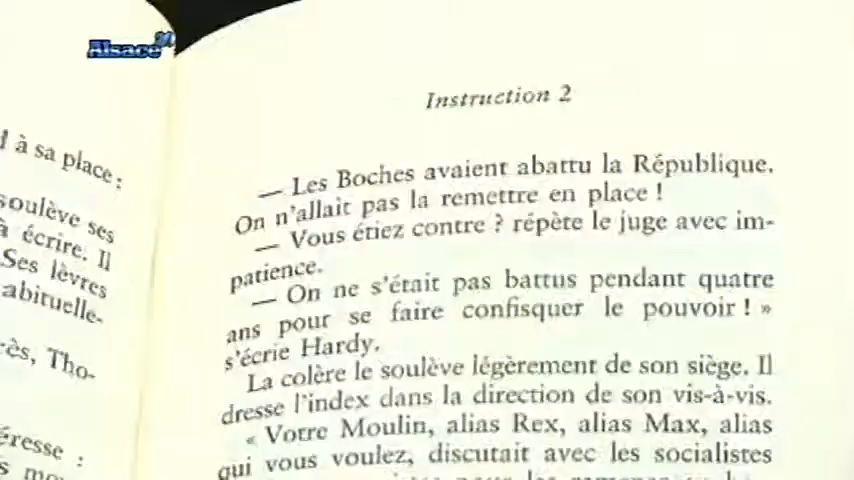 Alsace
l à sa place :
soulève ses
à écrire. Il
Ses lèvres
abituelle-
rès, Tho-
éresse :
Instruction 2
— Les Boches avaient abattu la République.
On n'allait pas la remettre en place !
— Vous étiez contre ? répète le juge avec im-
patience.
— On ne s'était pas battus pendant quatre
ans pour se faire confisquer le pouvoir ! »
s'écrie Hardy.
La colère le soulève légèrement de son siège. Il
dresse l'index dans la direction de son vis-à-vis.
« Votre Moulin, alias Rex, alias Max, alias
qui vous voulez, discutait avec les socialistes